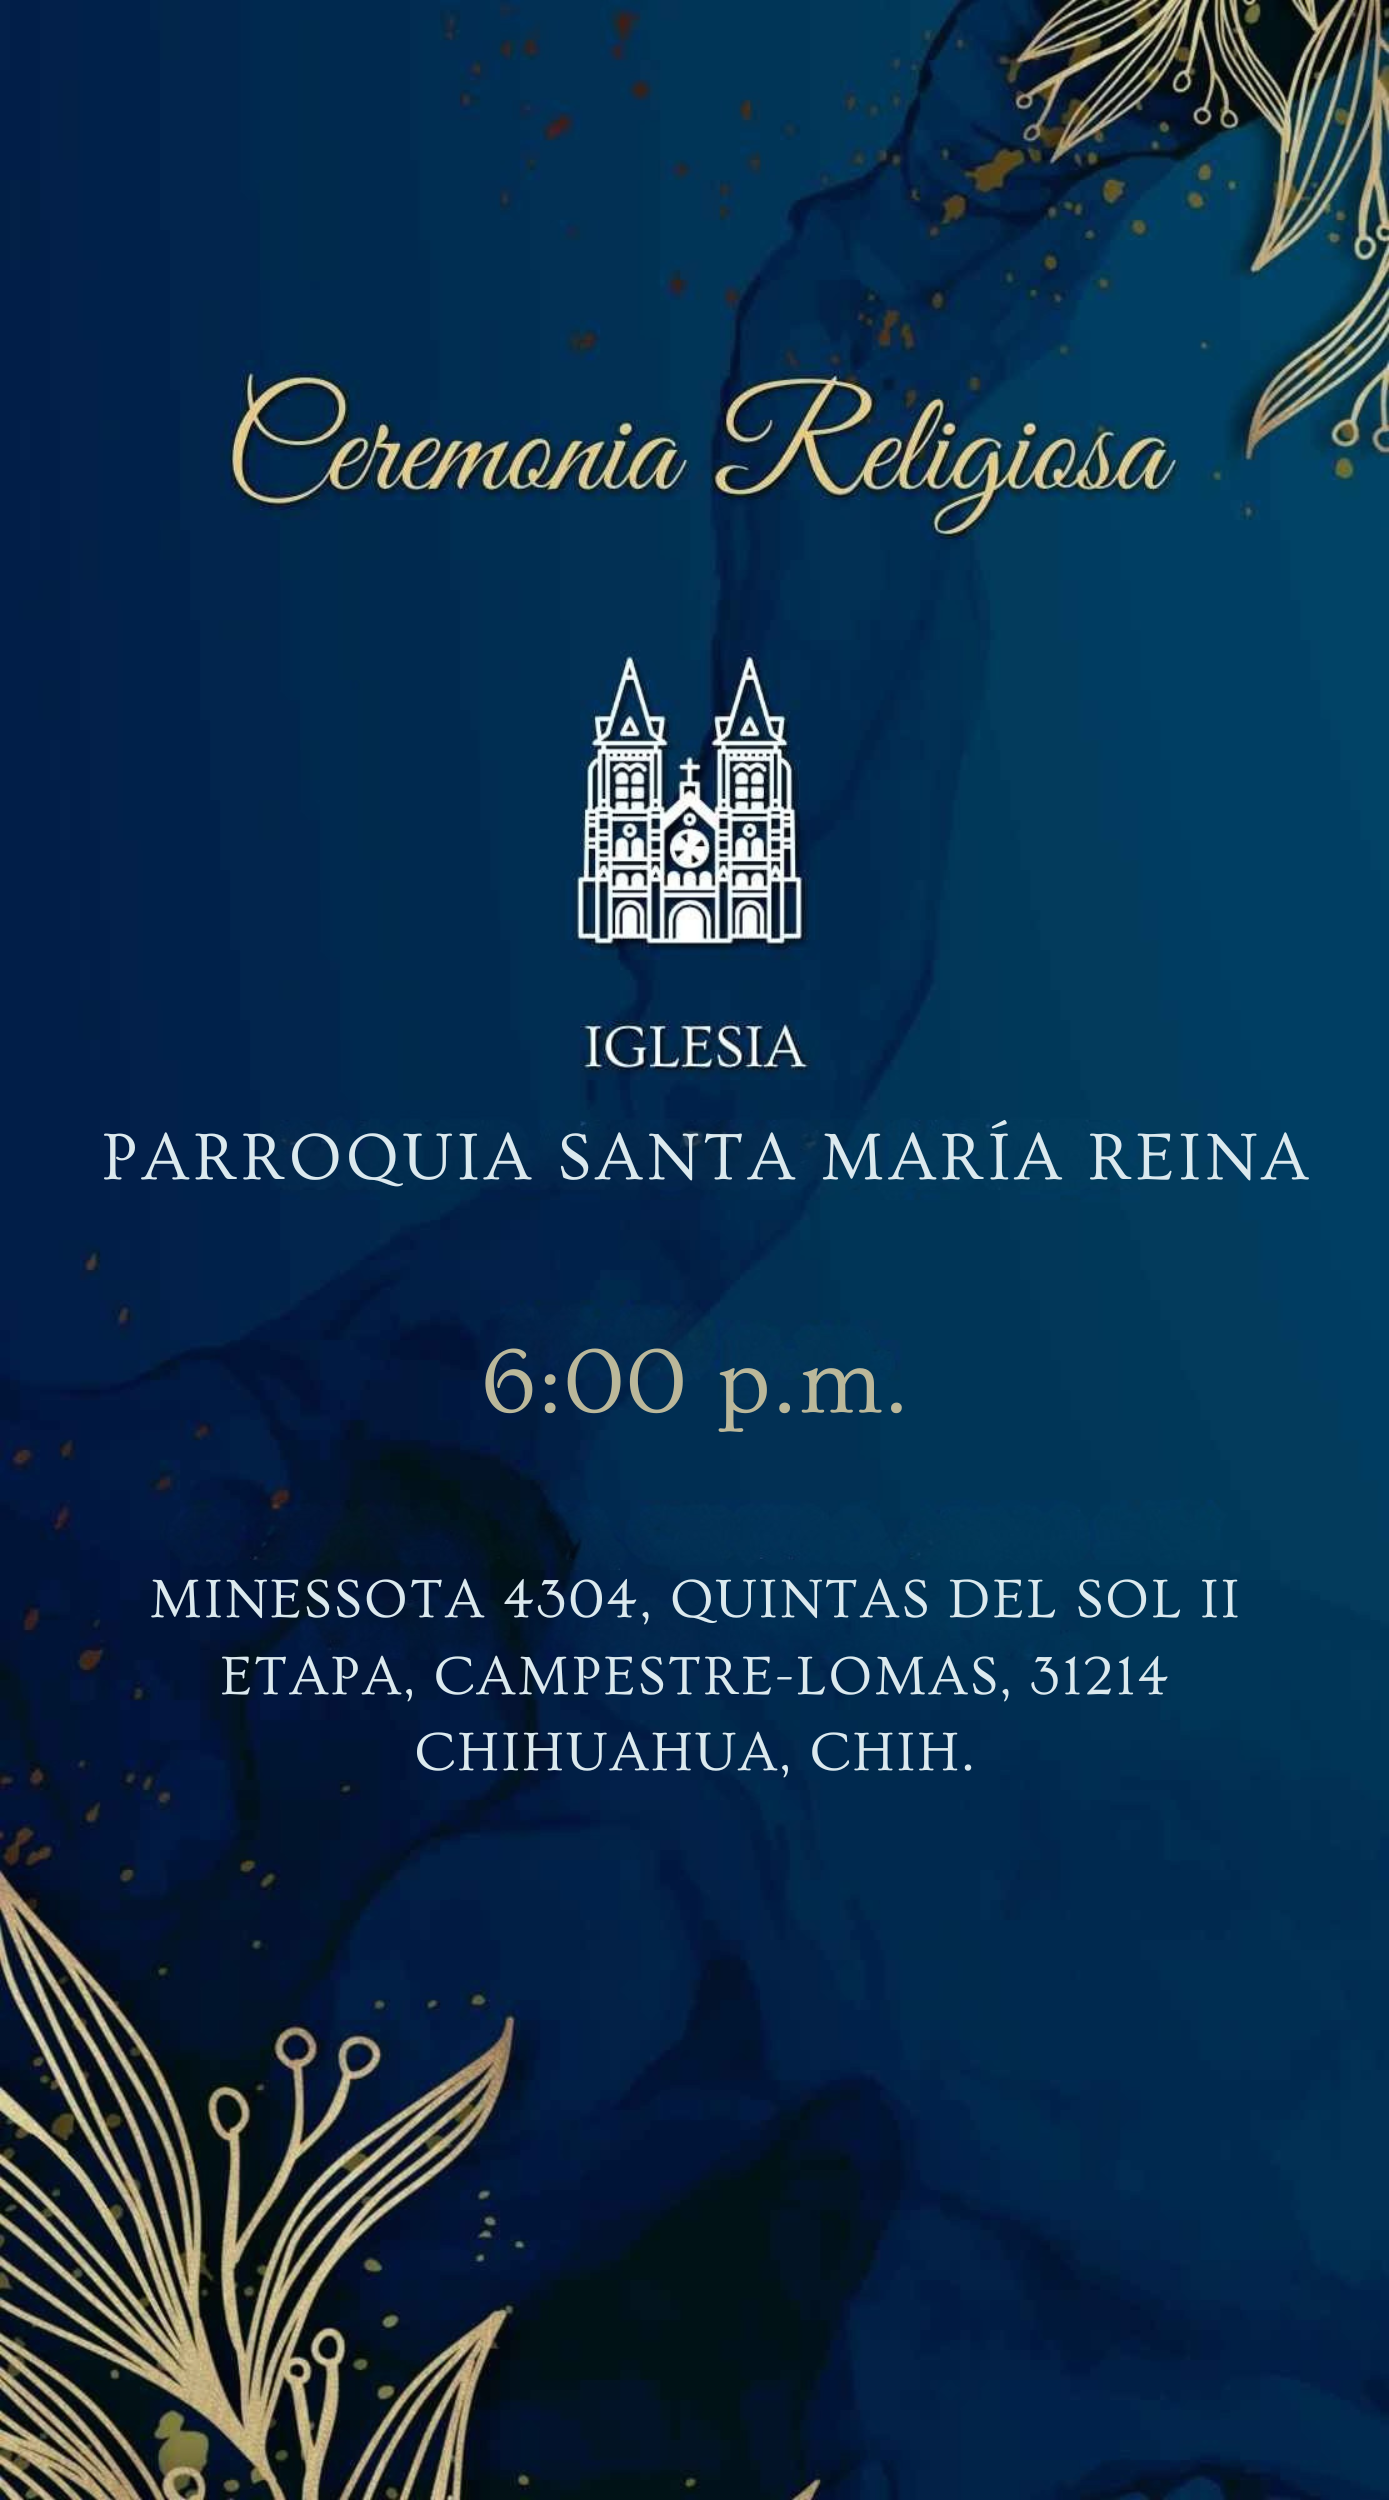 Ceremonia Religiosa
IGLESIA
PARROQUIA SANTA MARÍA REINA
6:00 p.m.
MINESSOTA 4304, QUINTAS DEL SOL II
ETAPA, CAMPESTRE-LOMAS, 31214
CHIHUAHUA, CHIH.